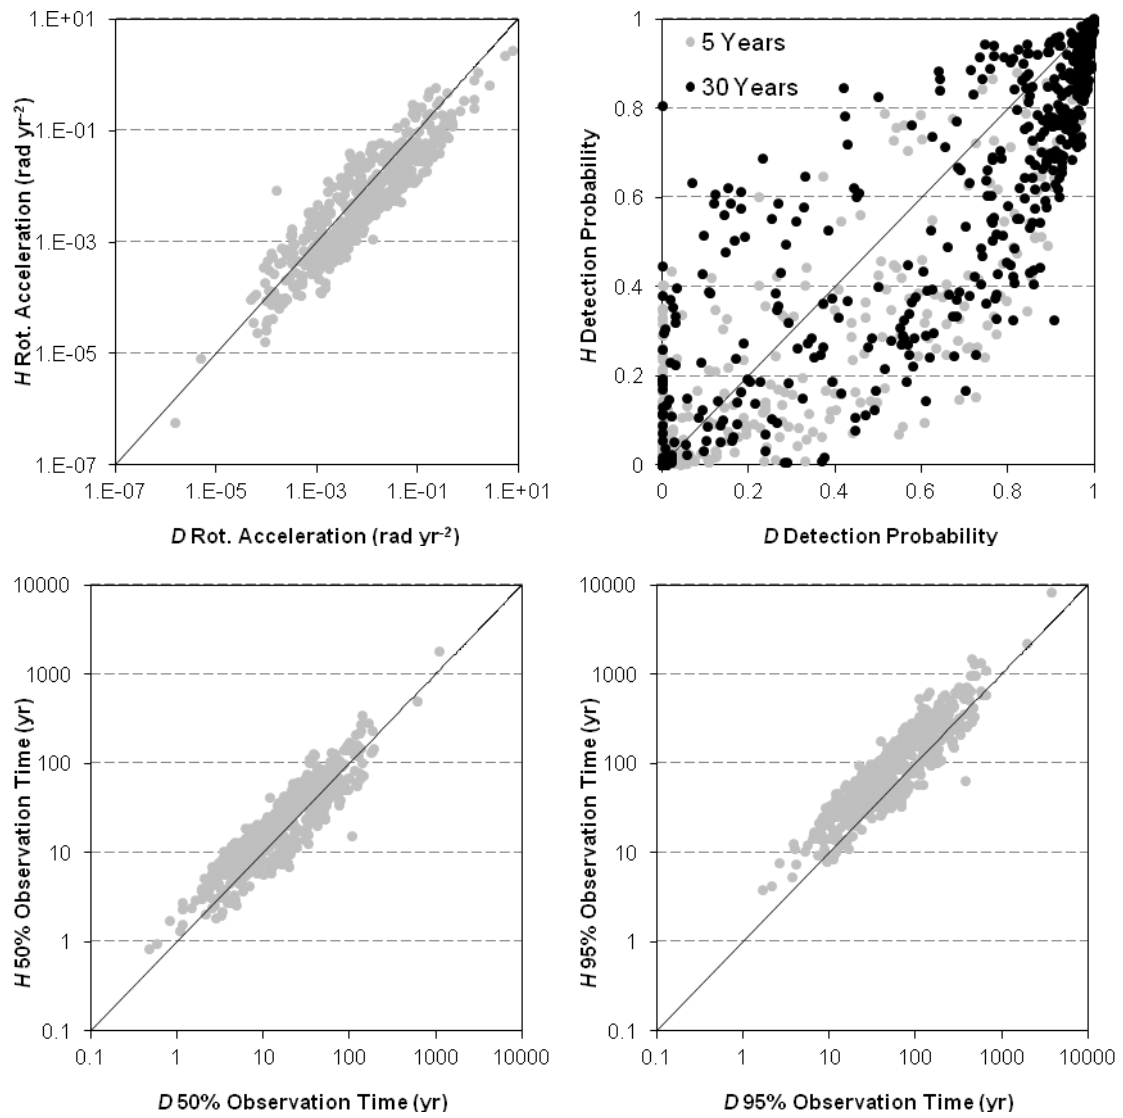 1.E+01
1.E-01
1.E-03
1.E-05
1.E-07
H Rot. Acceleration (rad yr-2)
1.E-07 1.E-05 1.E-03 1.E-01 1.E+01
D Rot. Acceleration (rad yr-2)
1
0.8
0.6
0.4
0.2
0
H Detection Probability
5 Years
30 Years
0 0.2 0.4 0.6 0.8 1
D Detection Probability
10000
1000
100
10
1
0.1
H 50% Observation Time (yr)
0.1 1 10 100 1000 10000
D 50% Observation Time (yr)
10000
1000
100
10
1
0.1
H 95% Observation Time (yr)
0.1 1 10 100 1000 10000
D 95% Observation Time (yr)